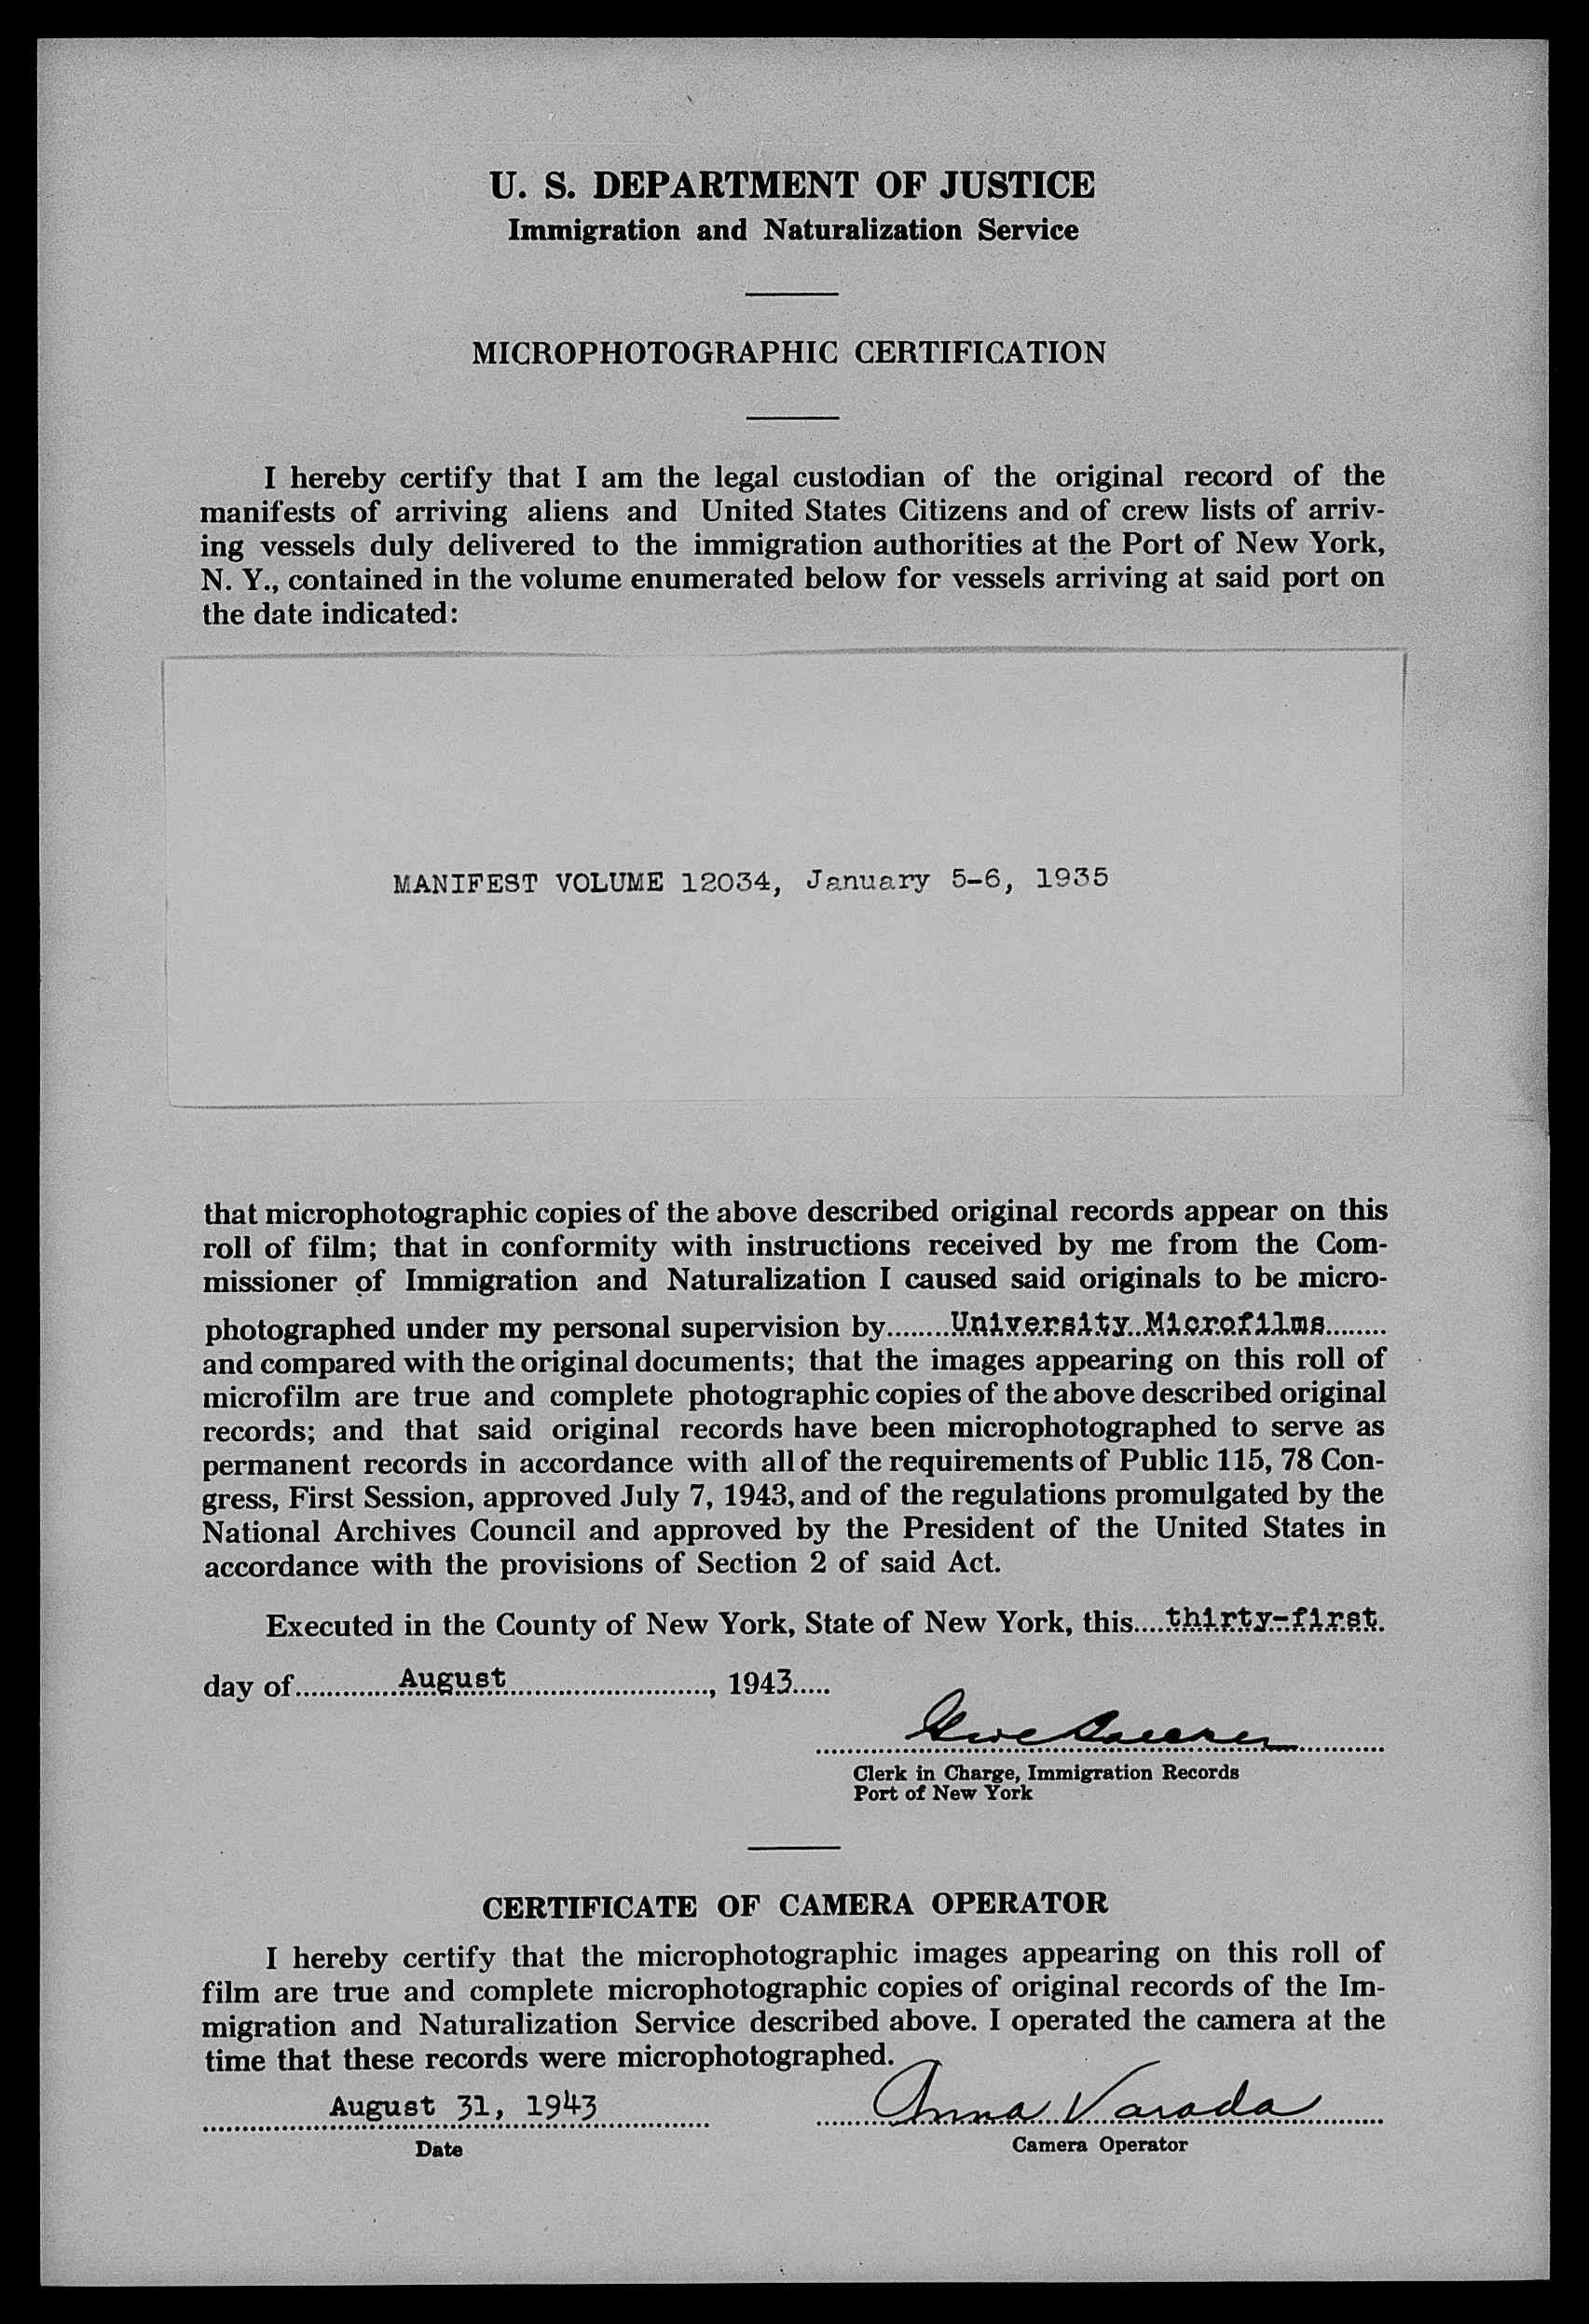 U. S. DEPARTMENT OF JUSTICE
Immigration and Naturalization Service
MICROPHOTOGRAPHIC CERTIFICATION
I hereby certify that I am the legal custodian of the original record of the
manifests of arriving aliens and United States Citizens and of crew lists of arriv-
ing vessels duly delivered to the immigration authorities at the Port of New York,
N. Y., contained in the volume enumerated below for vessels arriving at said port on
the date indicated:
MANIFEST VOLUME 12034, January 5-6, 1935
that microphotographic copies of the above described original records appear on this
roll of film; that in conformity with instructions received by me from the Com-
missioner of Immigration and Naturalization I caused said originals to be micro-
photographed under my personal supervision by........University Microfilms........
and compared with the original documents; that the images appearing on this roll of
microfilm are true and complete photographic copies of the above described original
records; and that said original records have been microphotographed to serve as
permanent records in accordance with all of the requirements of Public 115, 78 Con-
gress, First Session, approved July 7, 1943, and of the regulations promulgated by the
National Archives Council and approved by the President of the United States in
accordance with the provisions of Section 2 of said Act.
Executed in the County of New York, State of New York, this....thirty-first.
day of.............August.........................., 1943.....
Clerk in Charge, Immigration Records
Port of New York
CERTIFICATE OF CAMERA OPERATOR
I hereby certify that the microphotographic images appearing on this roll of
film are true and complete microphotographic copies of original records of the Im-
migration and Naturalization Service described above. I operated the camera at the
time that these records were microphotographed.
August 31, 1943 Anna Varada
Date Camera Operator